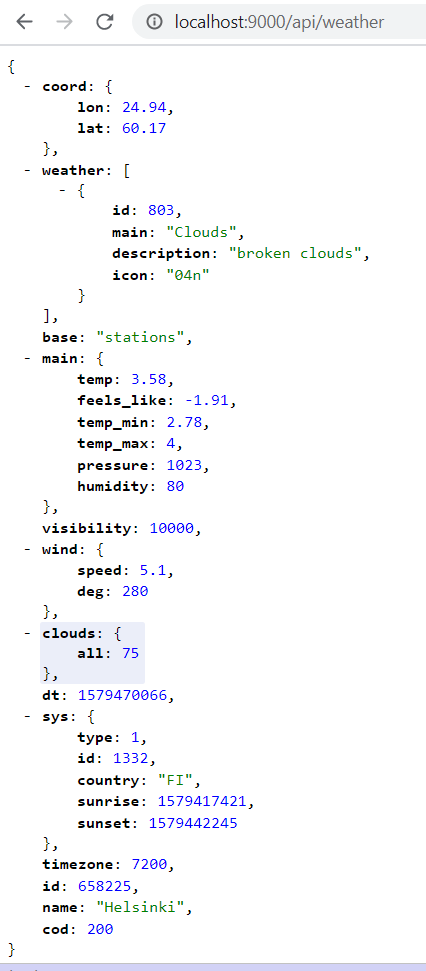 localhost:9000/api/weather
{
- coord: {
lon: 24.94,
lat: 60.17
},
- weather: [
- {
id: 803,
main: "Clouds",
description: "broken clouds",
icon: "04n"
}
],
base: "stations",
- main: {
temp: 3.58,
feels_like: -1.91,
temp_min: 2.78,
temp_max: 4,
pressure: 1023,
humidity: 80
},
visibility: 10000,
- wind: {
speed: 5.1,
deg: 280
},
- clouds: {
all: 75
},
dt: 1579470066,
- sys: {
type: 1,
id: 1332,
country: "FI",
sunrise: 1579417421,
sunset: 1579442245
},
timezone: 7200,
id: 658225,
name: "Helsinki",
cod: 200
}